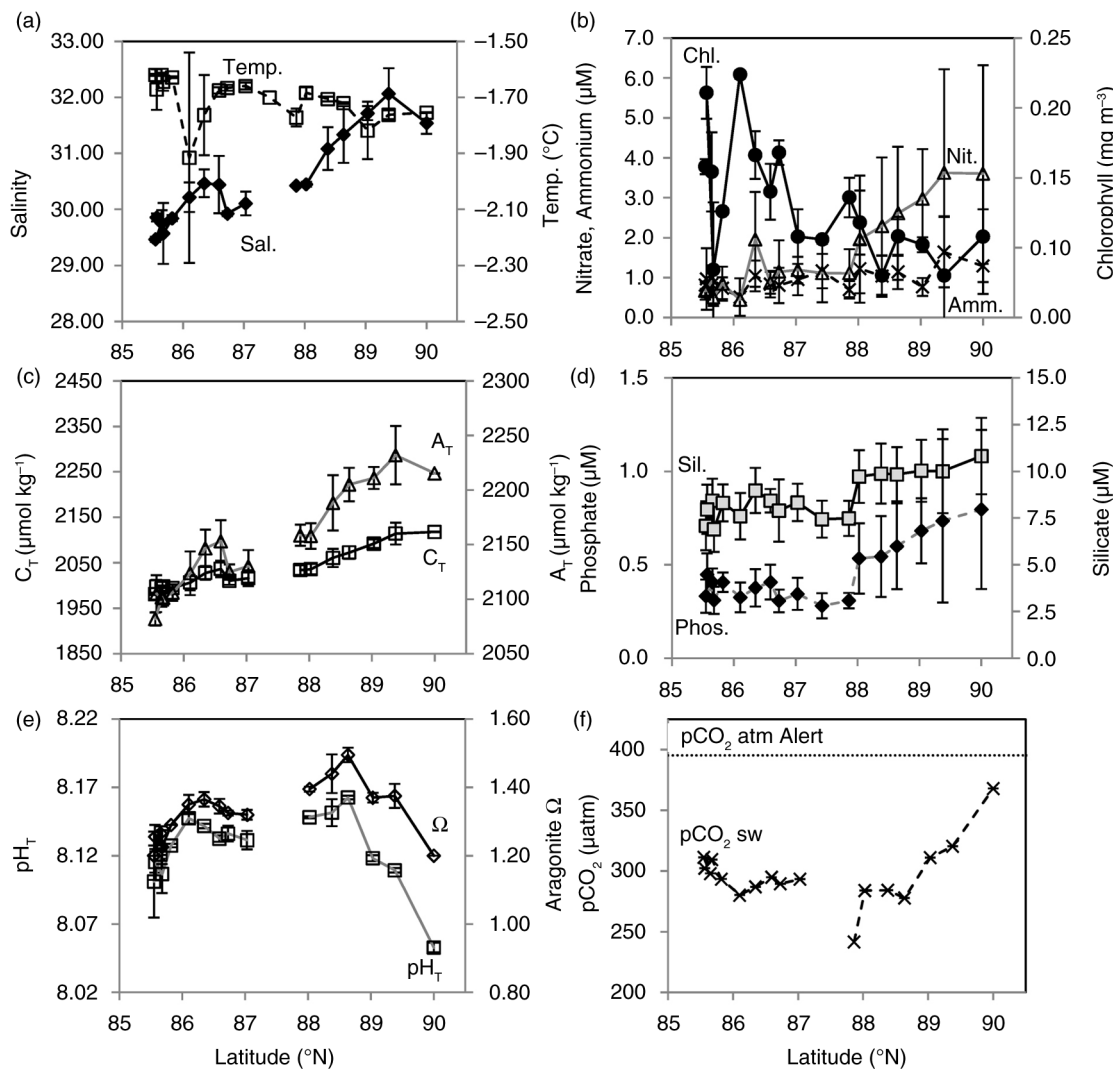 (a)
33.00
32.00
31.00
30.00
29.00
28.00
Salinity
Temp.
Sal.
−1.50
−1.70
−1.90
−2.10
−2.30
−2.50
Temp. (°C)
85 86 87 88 89 90
(b)
7.0
6.0
5.0
4.0
3.0
2.0
1.0
0.0
Nitrate, Ammonium (µM)
Chl.
Nit.
Amm.
0.25
0.20
0.15
0.10
0.05
0.00
Chlorophyll (mg m⁻³)
85 86 87 88 89 90
(c)
2450
2350
2250
2150
2050
1950
1850
C_T (µmol kg⁻¹)
A_T
C_T
2300
2250
2200
2150
2100
2050
A_T (µmol kg⁻¹)
85 86 87 88 89 90
(d)
1.5
1.0
0.5
0.0
Phosphate (µM)
Sil.
Phos.
15.0
12.5
10.0
7.5
5.0
2.5
0.0
Silicate (µM)
85 86 87 88 89 90
(e)
8.22
8.17
8.12
8.07
8.02
pH_T
Ω
pH_T
1.60
1.40
1.20
1.00
0.80
Aragonite Ω
85 86 87 88 89 90
Latitude (°N)
(f)
400
350
300
250
200
pCO₂ (µatm)
pCO₂ atm Alert
pCO₂ sw
85 86 87 88 89 90
Latitude (°N)